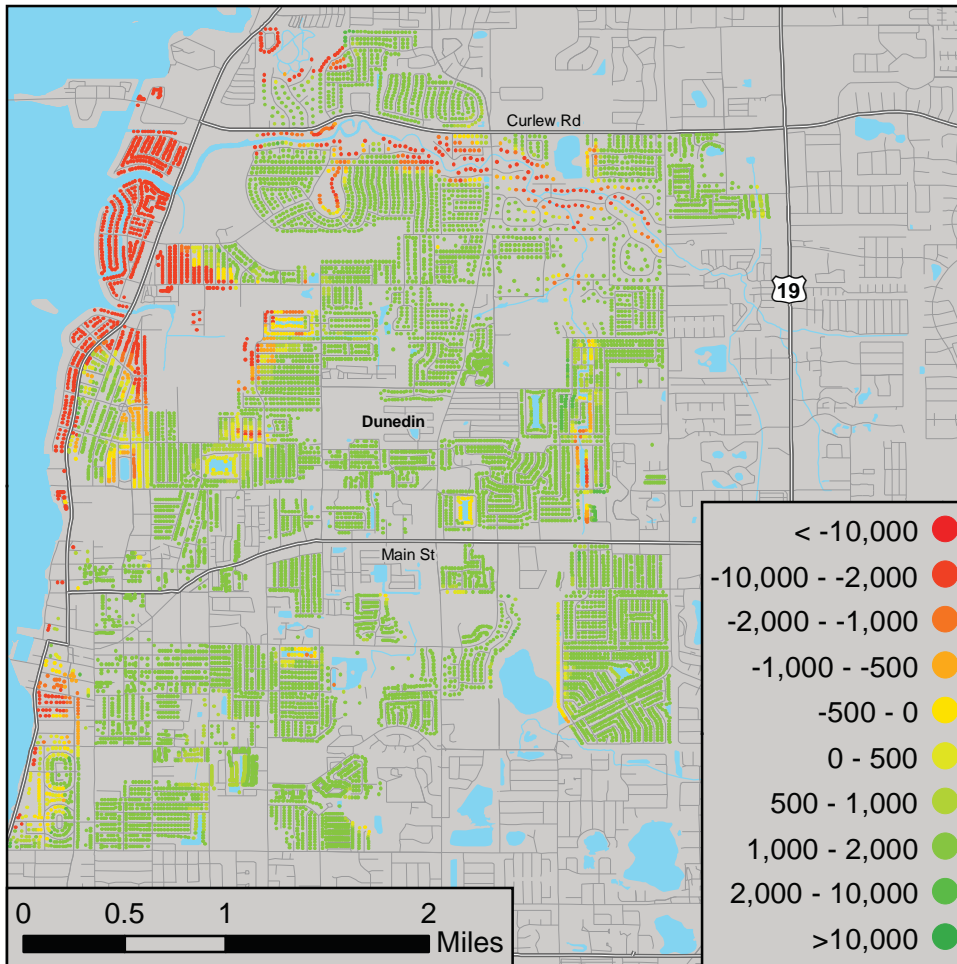 Curlew Rd
19
Dunedin
Main St
< -10,000
-10,000 - -2,000
-2,000 - -1,000
-1,000 - -500
-500 - 0
0 - 500
500 - 1,000
1,000 - 2,000
2,000 - 10,000
>10,000
0 0.5 1 2
Miles